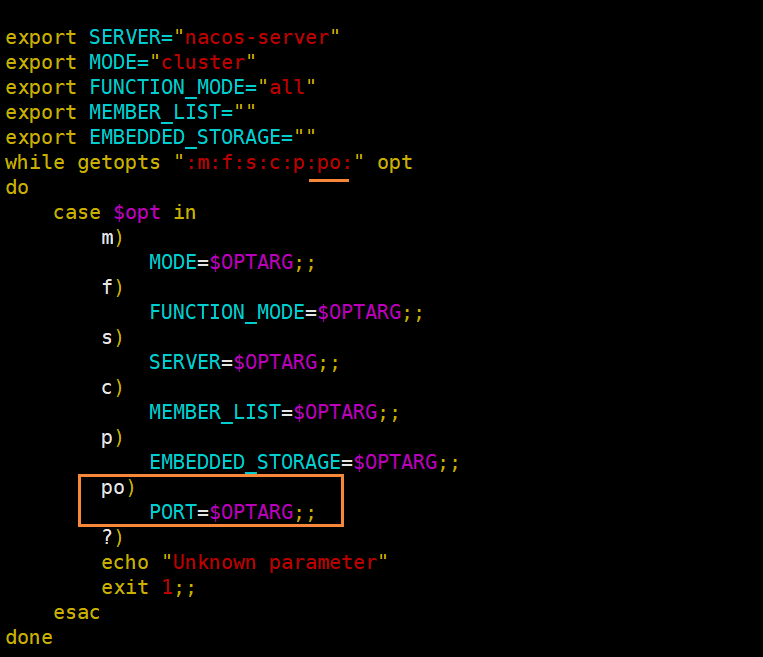 export SERVER="nacos-server"
export MODE="cluster"
export FUNCTION_MODE="all"
export MEMBER_LIST=""
export EMBEDDED_STORAGE=""
while getopts ":m:f:s:c:p:po:" opt
do
    case $opt in
        m)
            MODE=$OPTARG;;
        f)
            FUNCTION_MODE=$OPTARG;;
        s)
            SERVER=$OPTARG;;
        c)
            MEMBER_LIST=$OPTARG;;
        p)
            EMBEDDED_STORAGE=$OPTARG;;
        po)
            PORT=$OPTARG;;
        ?)
        echo "Unknown parameter"
        exit 1;;
    esac
done